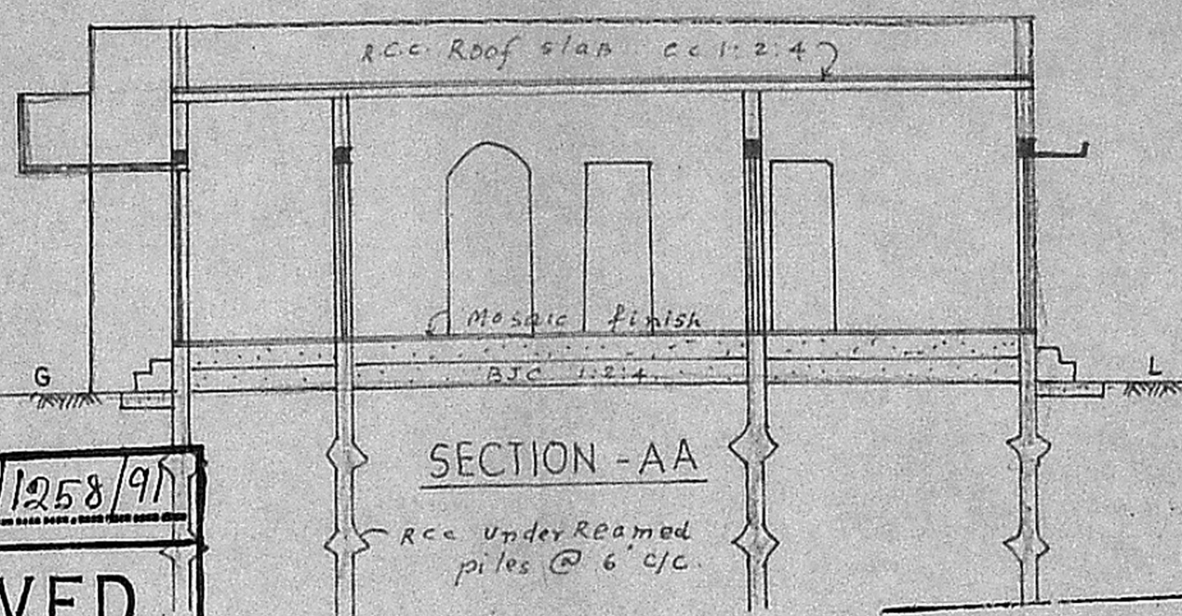 R.C.C. Roof slab cc 1:2:4
Mosaic finish
G
BJC 1:2:4
L
SECTION - AA
1258/91
RCC Under Reamed
piles @ 6' c/c.
VED